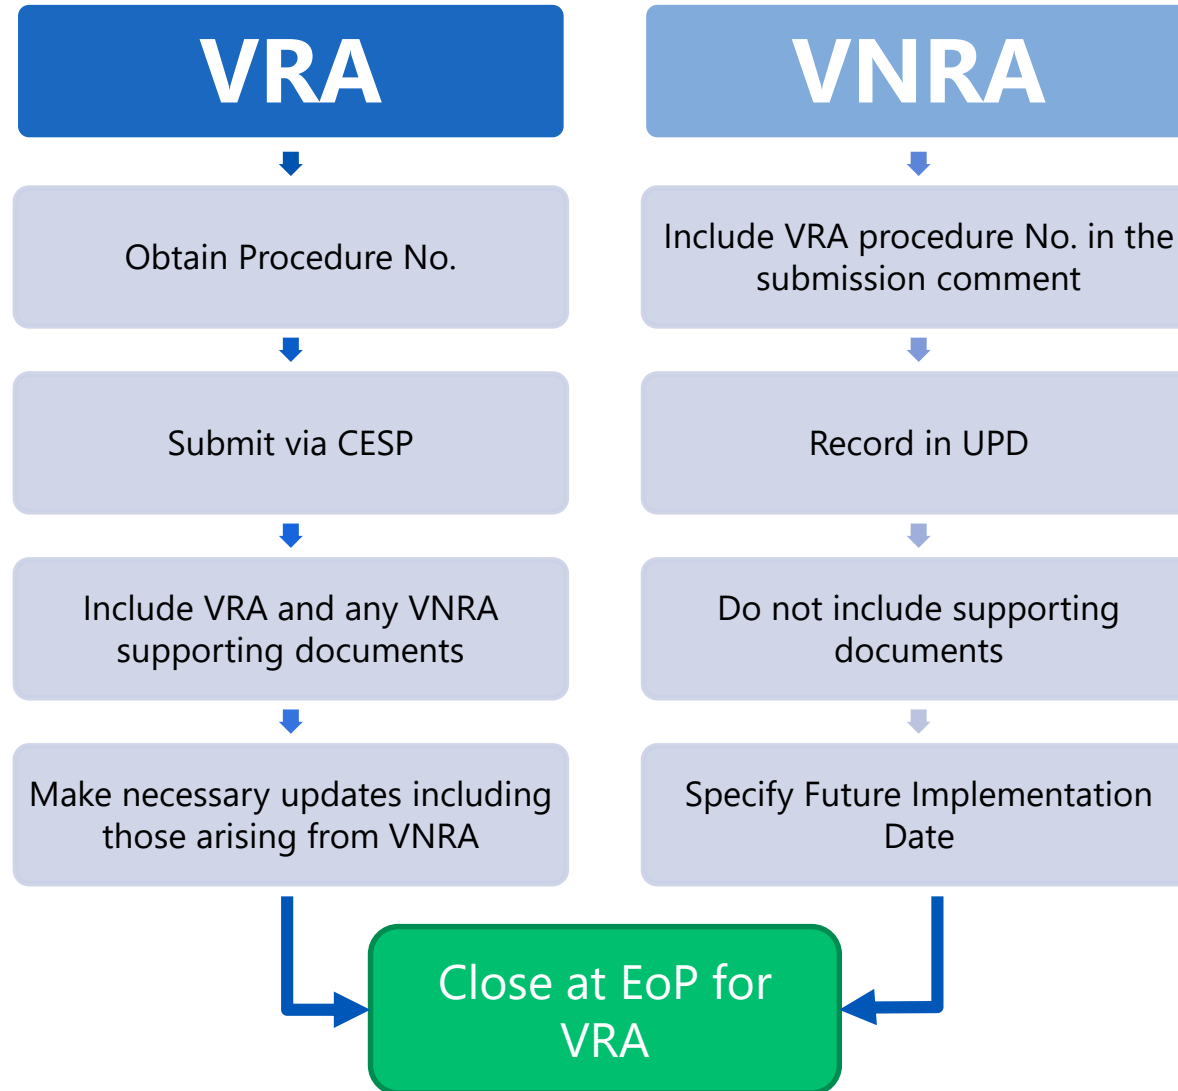 VRA
Obtain Procedure No.
Submit via CESP
Include VRA and any VNRA
supporting documents
Make necessary updates including
those arising from VNRA
VNRA
Include VRA procedure No. in the
submission comment
Record in UPD
Do not include supporting
documents
Specify Future Implementation
Date
Close at EoP for
VRA